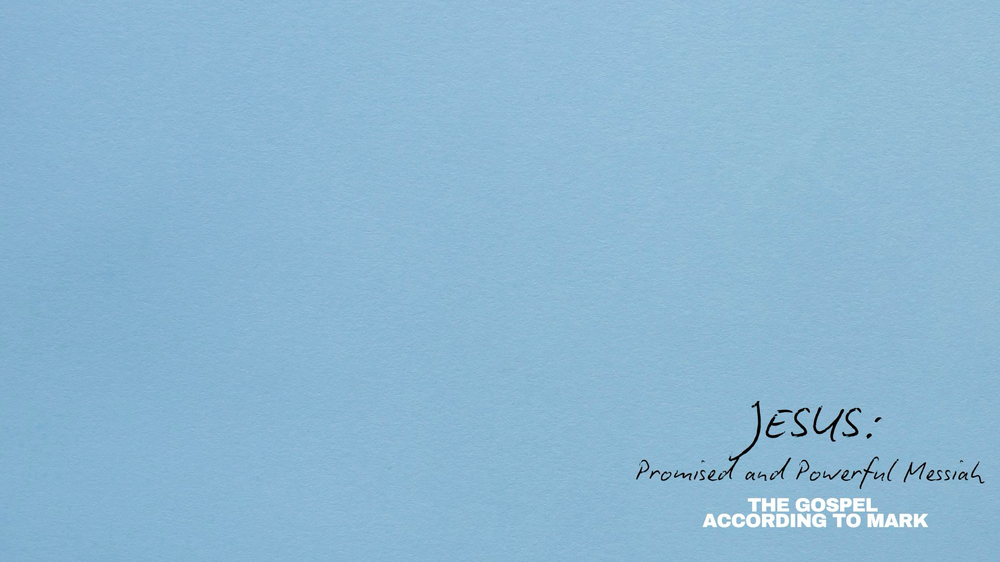 JESUS:
Promised and Powerful Messiah
THE GOSPEL
ACCORDING TO MARK